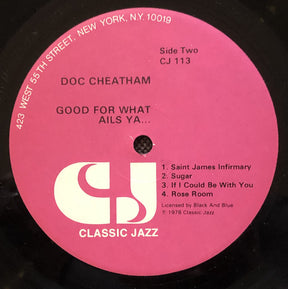 423 WEST 55TH STREET, NEW YORK, N.Y. 10019
Side Two
CJ 113
DOC CHEATHAM
GOOD FOR WHAT
AILS YA...
1. Saint James Infirmary
2. Sugar
3. If I Could Be With You
4. Rose Room
Licensed by Black And Blue
℗ 1978 Classic Jazz
CJ
CLASSIC JAZZ